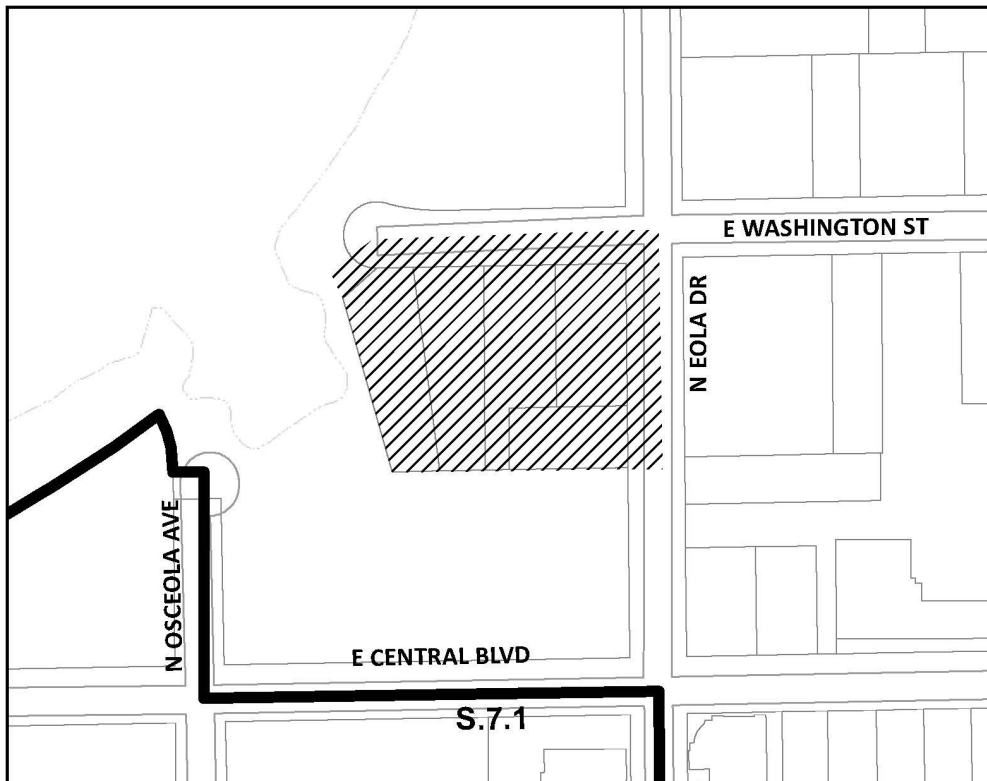 E WASHINGTON ST
N EOLA DR
N OSCEOLA AVE
E CENTRAL BLVD
S.7.1